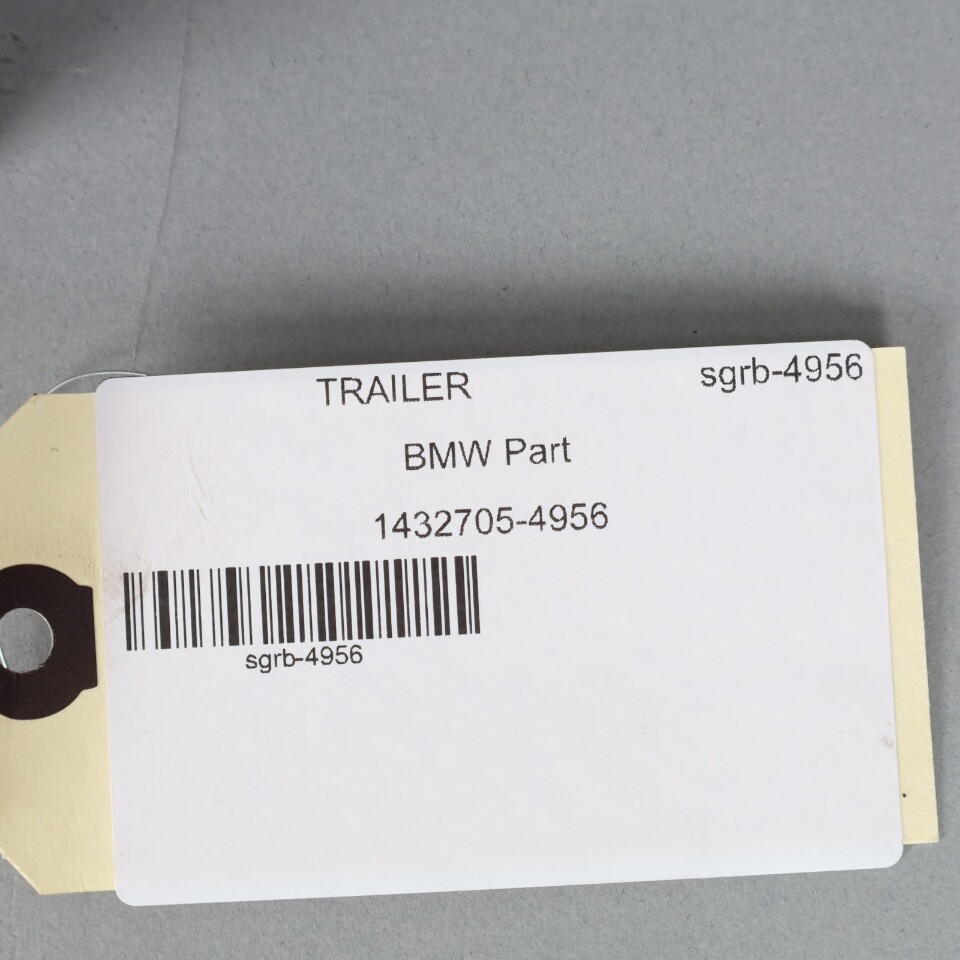 TRAILER sgrb-4956
BMW Part
1432705-4956
sgrb-4956